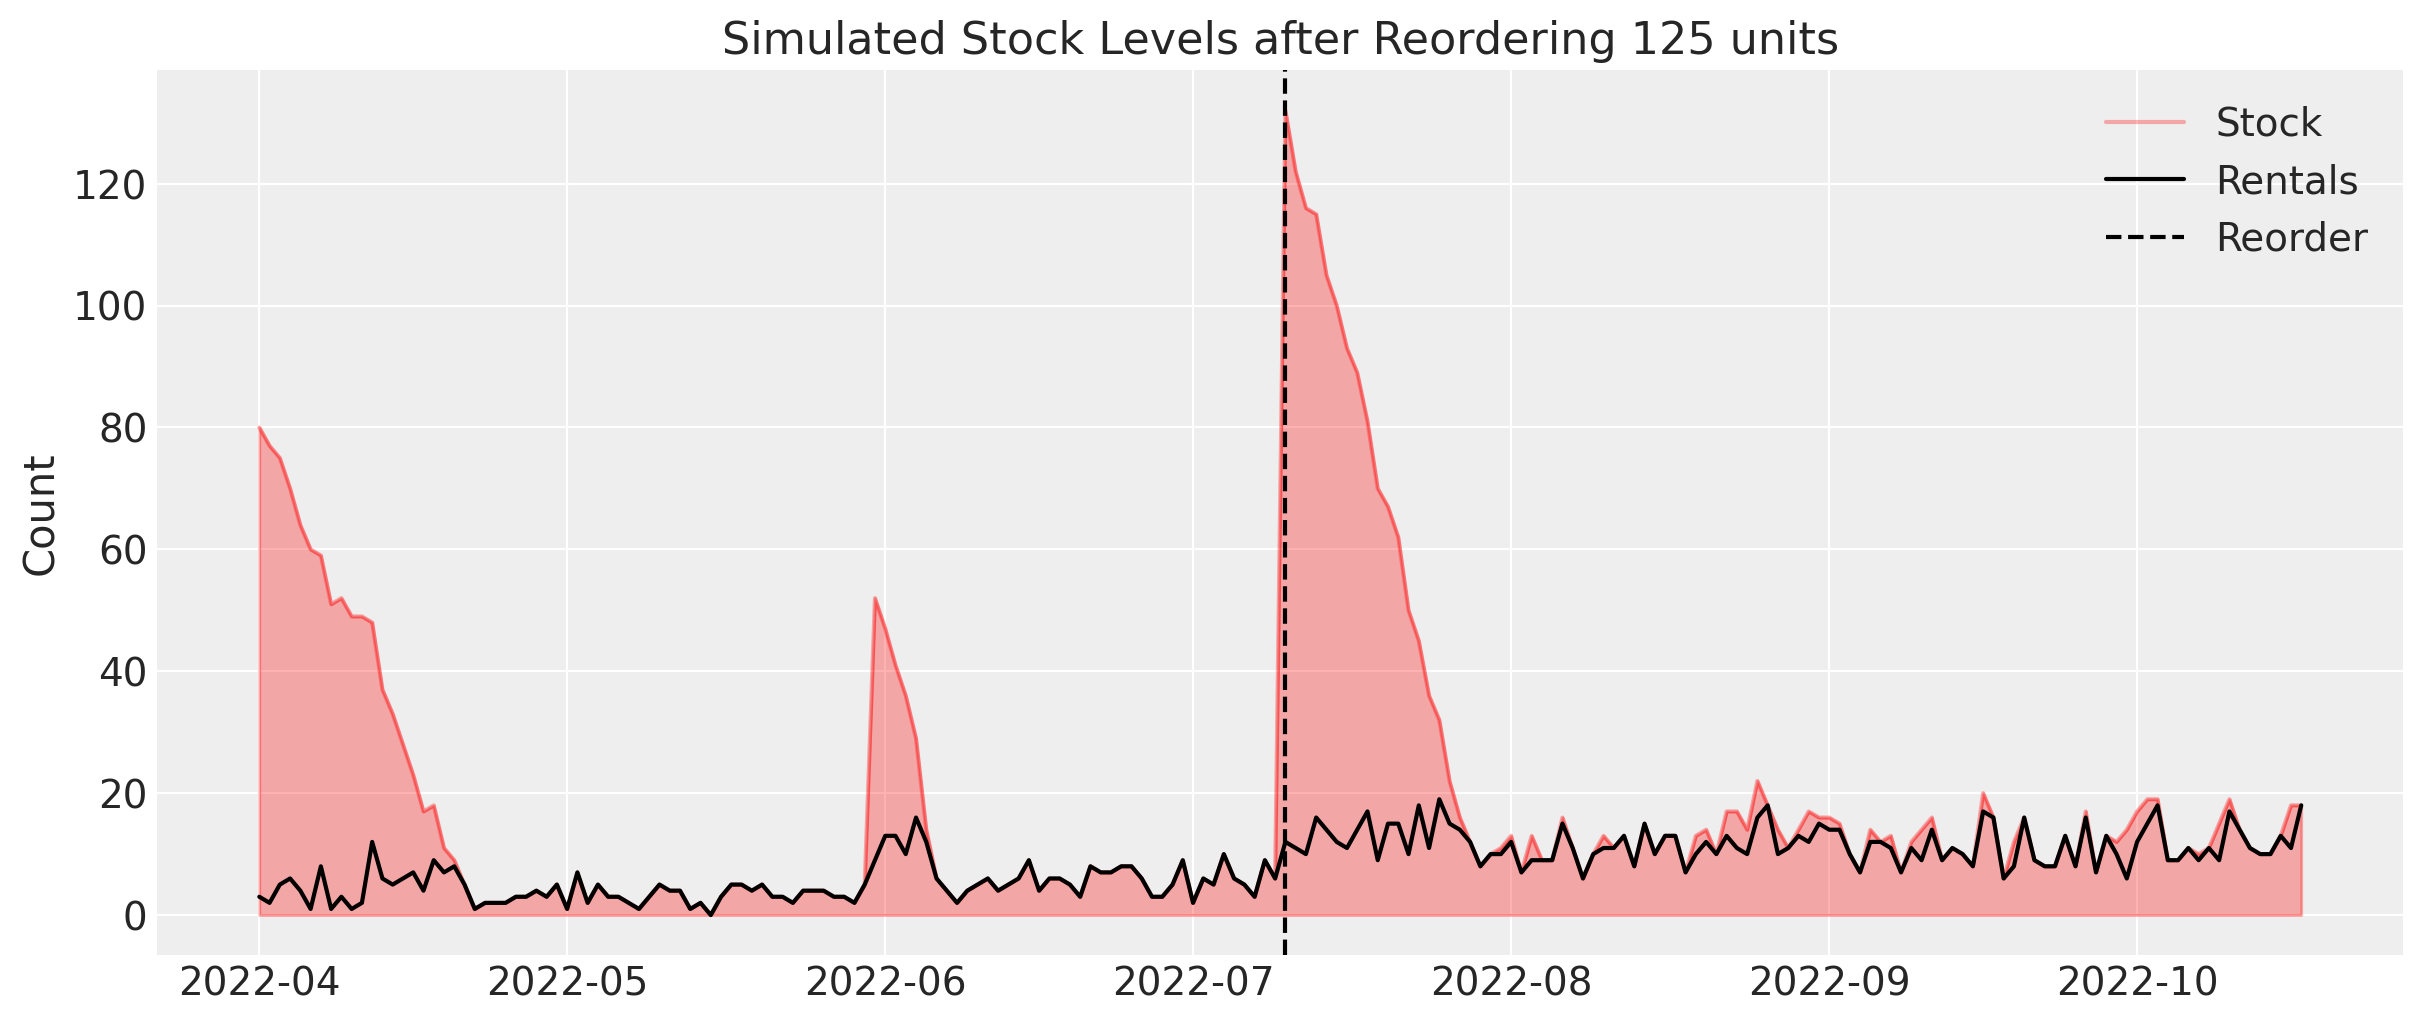 Simulated Stock Levels after Reordering 125 units
Stock
Rentals
Reorder
Count
120
100
80
60
40
20
0
2022-04
2022-05
2022-06
2022-07
2022-08
2022-09
2022-10